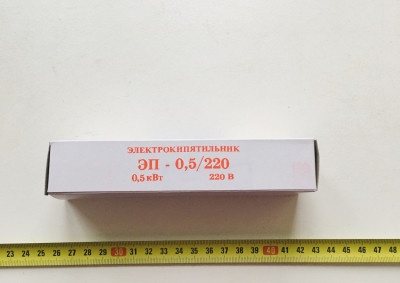 ЭЛЕКТРОКИПЯТИЛЬНИК
ЭП - 0,5/220
0,5 кВт 220 В
23 24 25 26 27 28 29 30 31 32 33 34 35 36 37 38 39 40 41 42 43 44 45 46 47 48